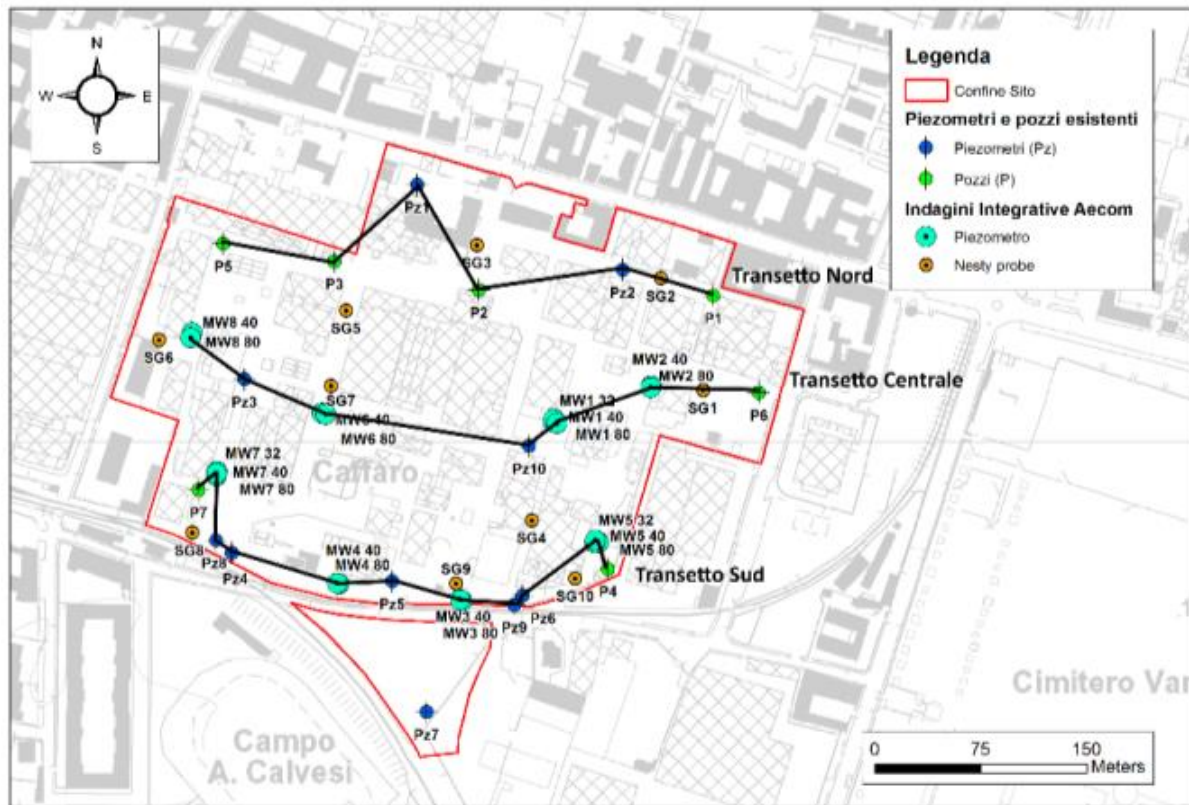 N
W E
S
Legenda
Confine Sito
Piezometri e pozzi esistenti
Piezometri (Pz)
Pozzi (P)
Indagini Integrative Aecom
Piezometro
Nesty probe
Pz1
P5
P3
SG3
Pz2
SG2
Transetto Nord
P2
P1
SG5
MW8 40
MW8 80
SG6
Pz3
SG7
MW6 40
MW6 80
MW2 40
MW2 80
SG1
Transetto Centrale
P6
MW1 32
MW1 40
MW1 80
Pz10
Caffaro
MW7 32
MW7 40
MW7 80
P7
SG8
Pz8
Pz4
SG4
MW5 32
MW5 40
MW5 80
P4
Transetto Sud
MW4 40
MW4 80
Pz5
SG9
SG10
MW3 40
MW3 80
Pz6
Pz9
Pz7
Campo
A. Calvesi
Cimitero Var
0 75 150
Meters